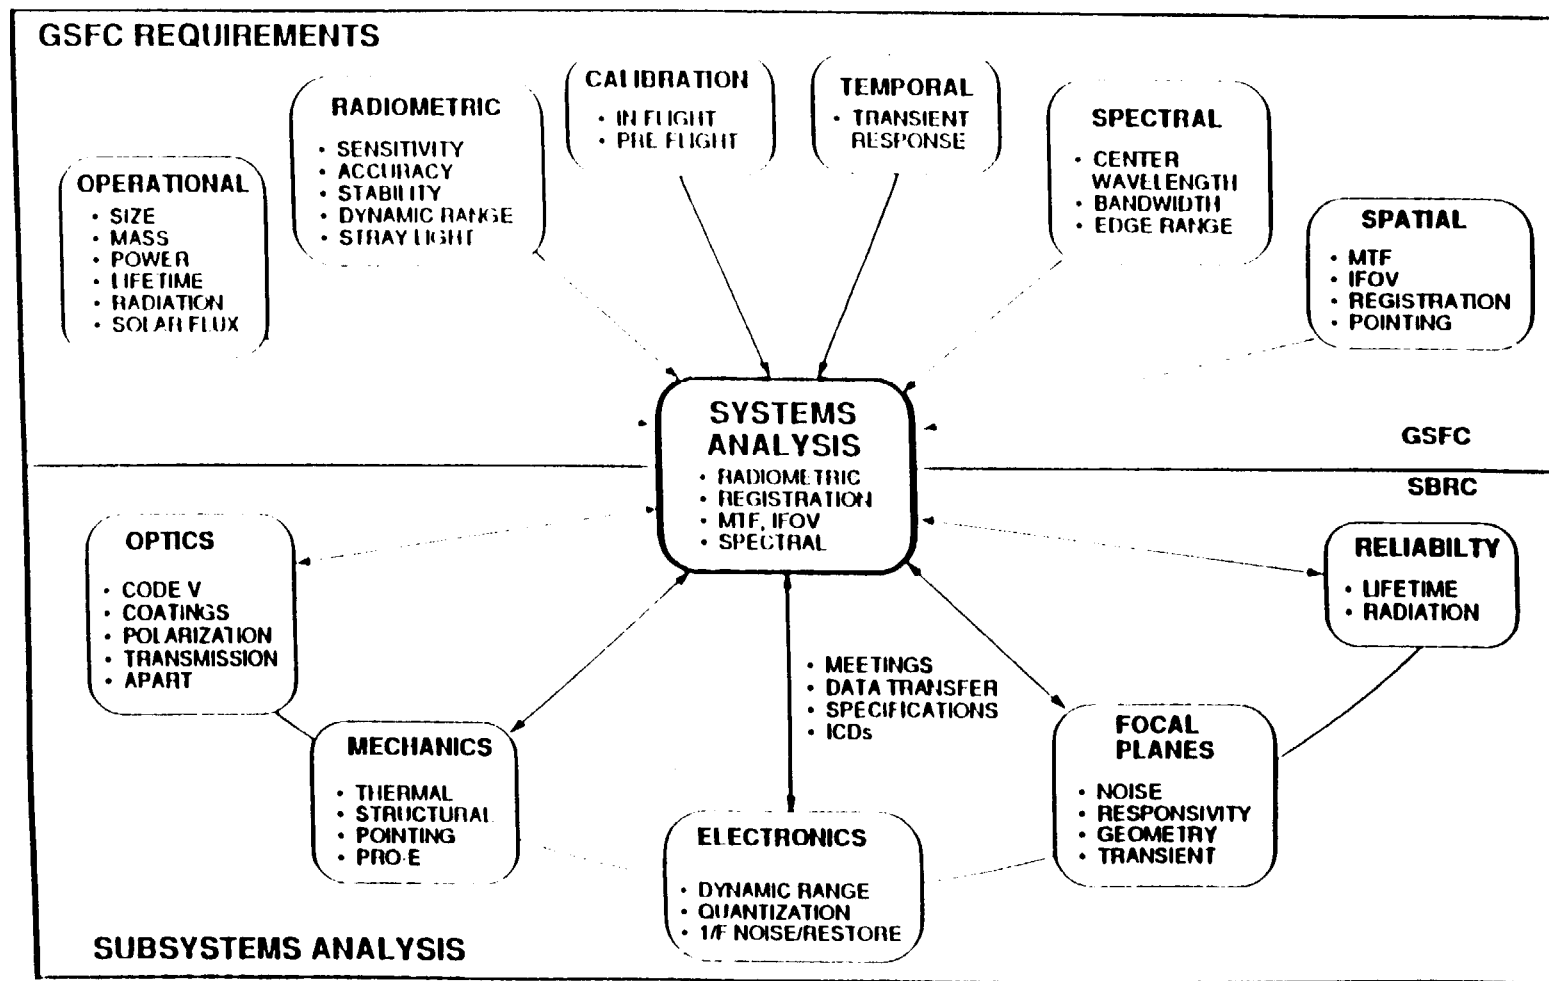 GSFC REQUIREMENTS
OPERATIONAL
• SIZE
• MASS
• POWER
• LIFETIME
• RADIATION
• SOLAR FLUX
RADIOMETRIC
• SENSITIVITY
• ACCURACY
• STABILITY
• DYNAMIC RANGE
• STRAY LIGHT
CALIBRATION
• IN FLIGHT
• PRE FLIGHT
TEMPORAL
• TRANSIENT
RESPONSE
SPECTRAL
• CENTER
WAVELENGTH
• BANDWIDTH
• EDGE RANGE
SPATIAL
• MTF
• IFOV
• REGISTRATION
• POINTING
SYSTEMS
ANALYSIS
• RADIOMETRIC
• REGISTRATION
• MTF, IFOV
• SPECTRAL
GSFC
SBRC
OPTICS
• CODE V
• COATINGS
• POLARIZATION
• TRANSMISSION
• APART
MECHANICS
• THERMAL
• STRUCTURAL
• POINTING
• PRO-E
• MEETINGS
• DATA TRANSFER
• SPECIFICATIONS
• ICDs
ELECTRONICS
• DYNAMIC RANGE
• QUANTIZATION
• 1/F NOISE/RESTORE
FOCAL
PLANES
• NOISE
• RESPONSIVITY
• GEOMETRY
• TRANSIENT
RELIABILTY
• LIFETIME
• RADIATION
SUBSYSTEMS ANALYSIS